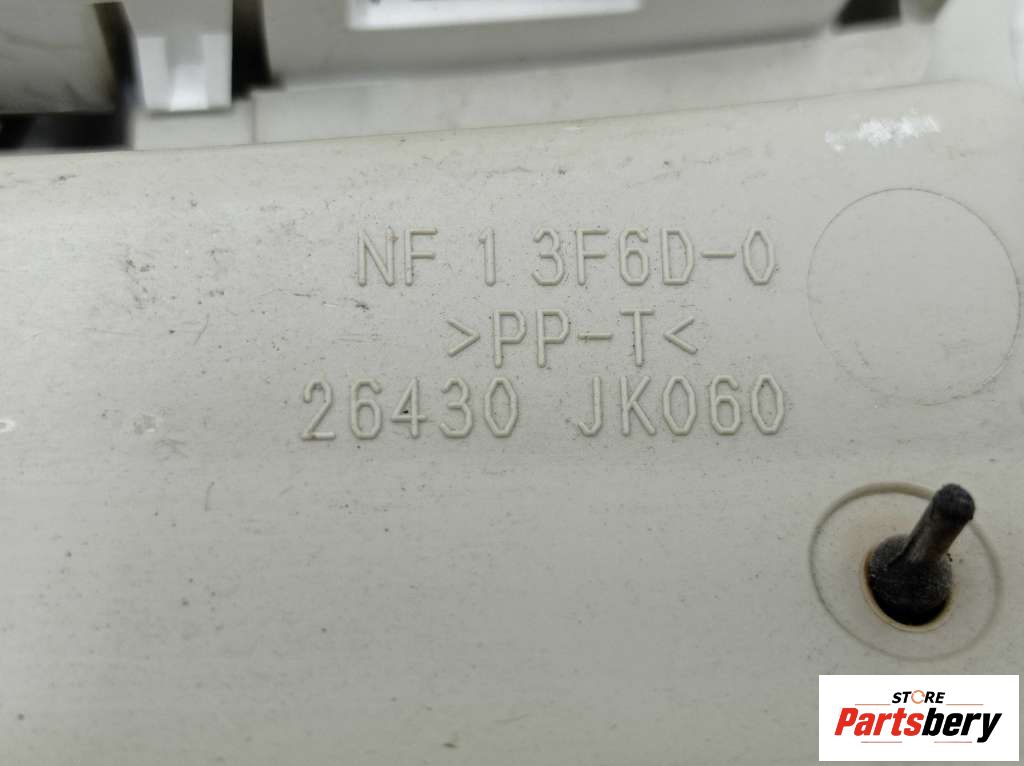 NF 1 3F6D-0
>PP-T<
26430 JK060
STORE
Partsbery